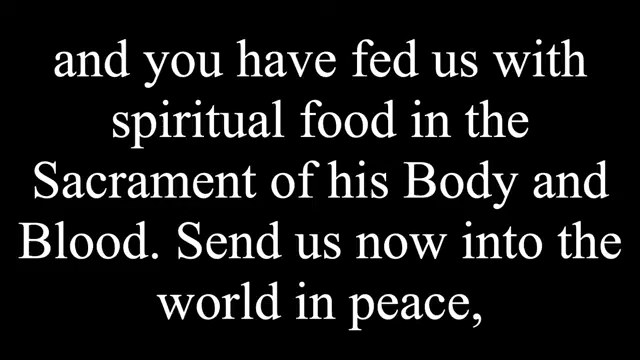 and you have fed us with
spiritual food in the
Sacrament of his Body and
Blood. Send us now into the
world in peace,